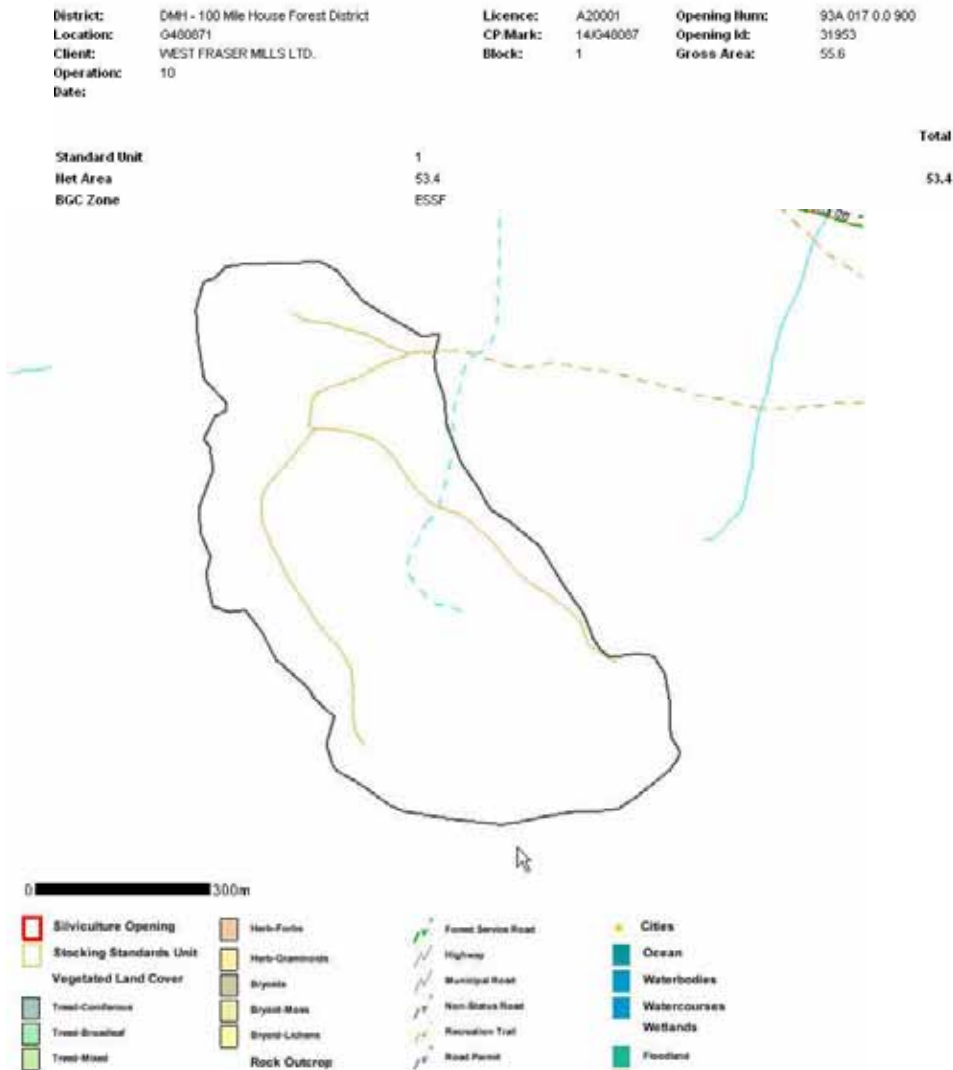 District: DMH - 100 Mile House Forest District Licence: A20001 Opening Num: 93A 017 0.0 900
Location: G480871 CP/Mark: 14/G48087 Opening Id: 31953
Client: WEST FRASER MILLS LTD. Block: 1 Gross Area: 55.6
Operation: 10
Date:
Total
Standard Unit 1
Net Area 53.4 53.4
BGC Zone ESSF
0 300m
Silviculture Opening Herb-Forbs Forest Service Road Cities
Stocking Standards Unit Herb-Graminoids Highway Ocean
Vegetated Land Cover Bryoids Municipal Road Waterbodies
Treed-Coniferous Bryoid-Moss Non-Status Road Watercourses
Treed-Broadleaf Bryoid-Lichens Recreation Trail Wetlands
Treed-Mixed Rock Outcrop Road Permit Floodland